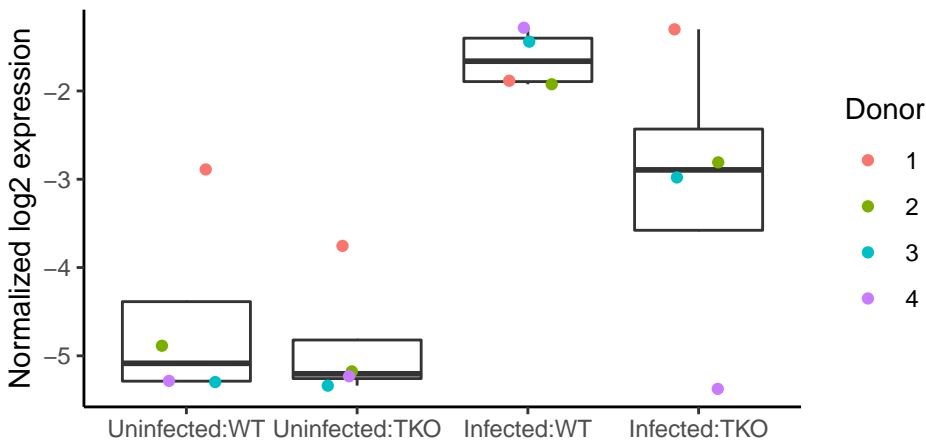 Normalized log2 expression
−2
−3
−4
−5
Uninfected:WT
Uninfected:TKO
Infected:WT
Infected:TKO
Donor
1
2
3
4